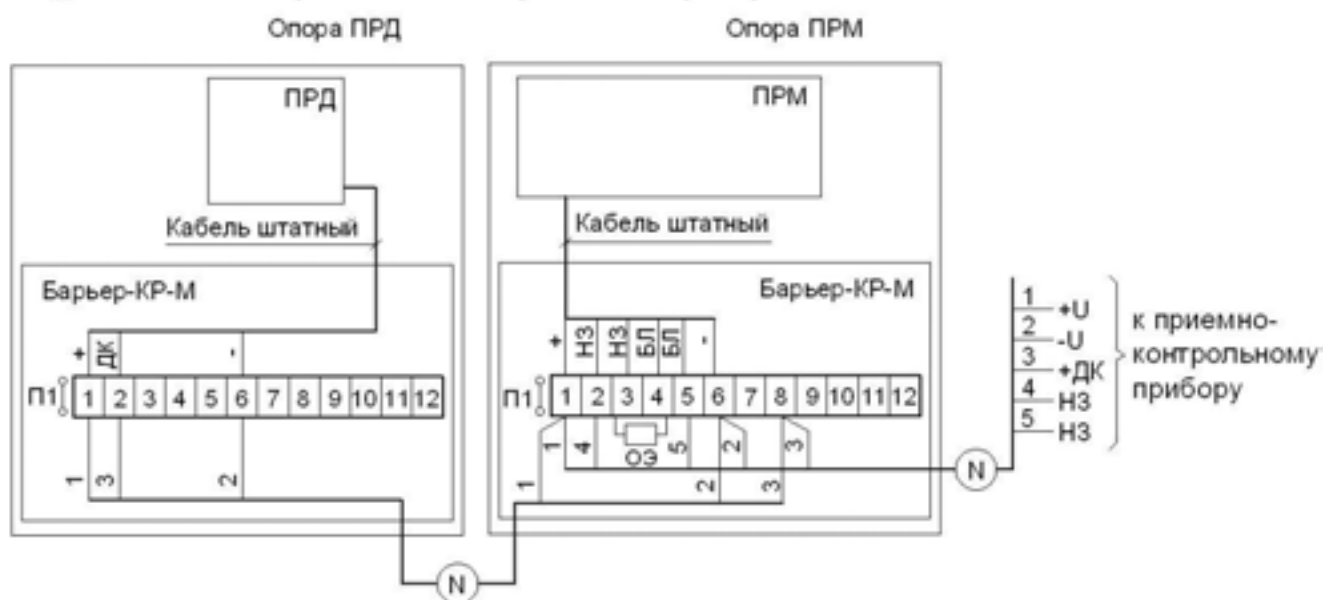 Опора ПРД
Опора ПРМ
ПРД
ПРМ
Кабель штатный
Кабель штатный
Барьер-КР-М
Барьер-КР-М
+ ДК -
+ НЗ НЗ БЛ БЛ -
П1 1 2 3 4 5 6 7 8 9 10 11 12
П1 1 2 3 4 5 6 7 8 9 10 11 12
1 3 2
1 4 ОЭ 5 2 3
1 2 3
N
N
1 +U
2 -U
3 +ДК
4 НЗ
5 НЗ
к приемно-
контрольному
прибору